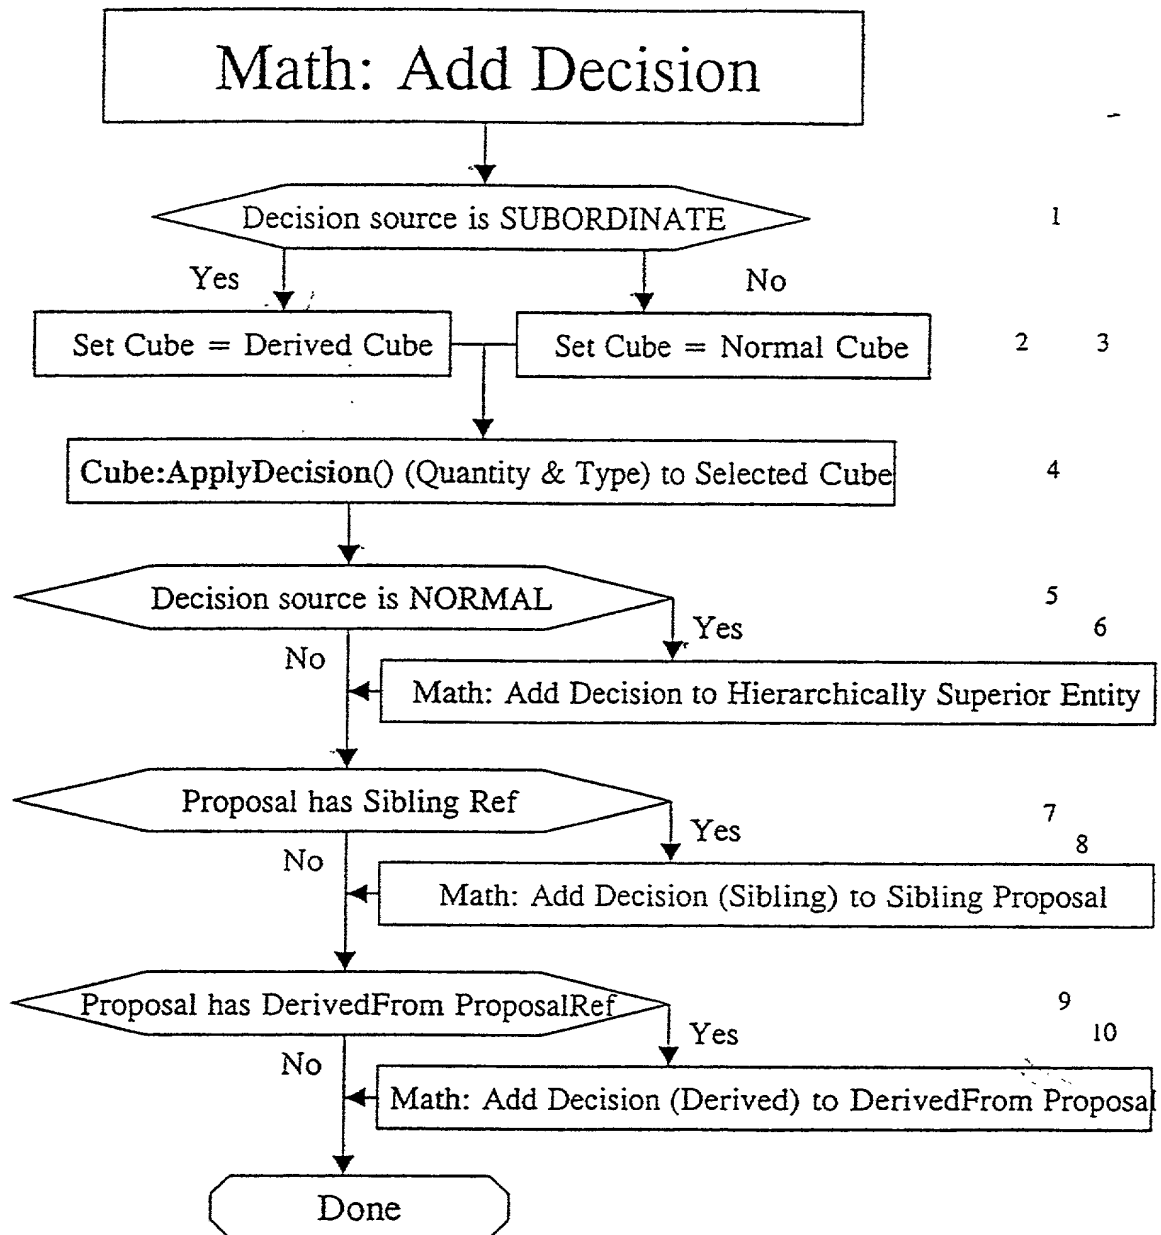 Math: Add Decision
Decision source is SUBORDINATE
1
Yes
No
Set Cube = Derived Cube
Set Cube = Normal Cube
2
3
Cube:ApplyDecision() (Quantity & Type) to Selected Cube
4
Decision source is NORMAL
5
Yes
6
No
Math: Add Decision to Hierarchically Superior Entity
Proposal has Sibling Ref
7
Yes
8
No
Math: Add Decision (Sibling) to Sibling Proposal
Proposal has DerivedFrom ProposalRef
9
Yes
10
No
Math: Add Decision (Derived) to DerivedFrom Proposal
Done